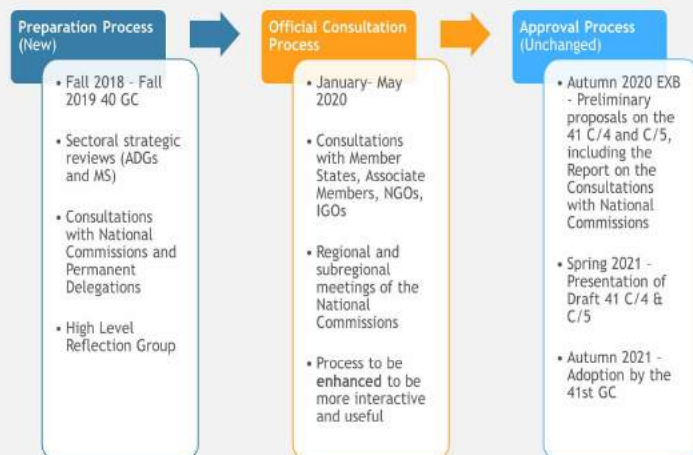 Preparation Process
(New)
• Fall 2018 – Fall
2019 40 GC
• Sectoral strategic
reviews (ADGs
and MS)
• Consultations
with National
Commissions and
Permanent
Delegations
• High Level
Reflection Group
Official Consultation
Process
• January– May
2020
• Consultations
with Member
States, Associate
Members, NGOs,
IGOs
• Regional and
subregional
meetings of the
National
Commissions
• Process to be
enhanced to be
more interactive
and useful
Approval Process
(Unchanged)
• Autumn 2020 EXB
- Preliminary
proposals on the
41 C/4 and C/5,
including the
Report on the
Consultations
with National
Commissions
• Spring 2021 –
Presentation of
Draft 41 C/4 &
C/5
• Autumn 2021 –
Adoption by the
41st GC